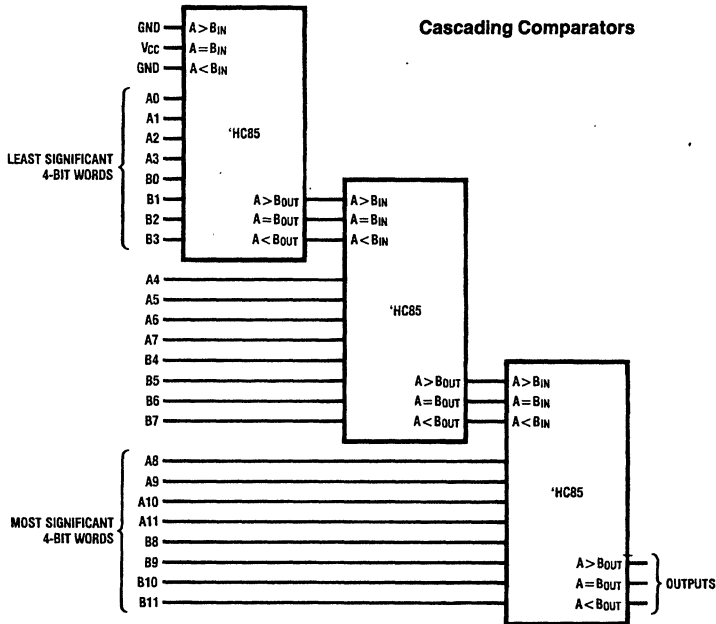 Cascading Comparators
GND A>BIN
VCC A=BIN
GND A<BIN
A0
A1
A2
A3
B0
B1
B2
B3
LEAST SIGNIFICANT
4-BIT WORDS
'HC85
A>BOUT
A=BOUT
A<BOUT
A>BIN
A=BIN
A<BIN
A4
A5
A6
A7
B4
B5
B6
B7
'HC85
A>BOUT
A=BOUT
A<BOUT
A>BIN
A=BIN
A<BIN
A8
A9
A10
A11
B8
B9
B10
B11
MOST SIGNIFICANT
4-BIT WORDS
'HC85
A>BOUT
A=BOUT
A<BOUT
OUTPUTS